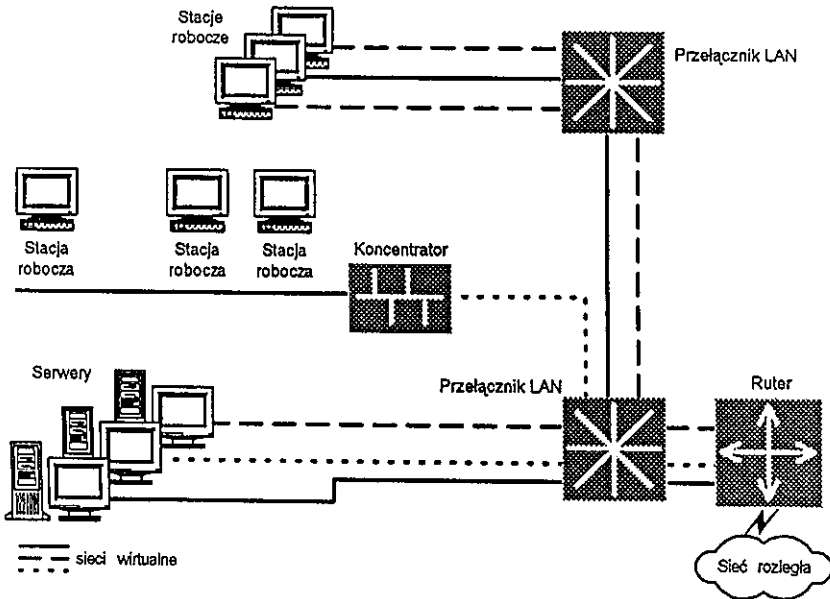 Stacje
robocze
Przełącznik LAN
Stacja
robocza
Stacja
robocza
Stacja
robocza
Koncentrator
Serwery
Przełącznik LAN
Ruter
sieci wirtualne
Sieć rozległa